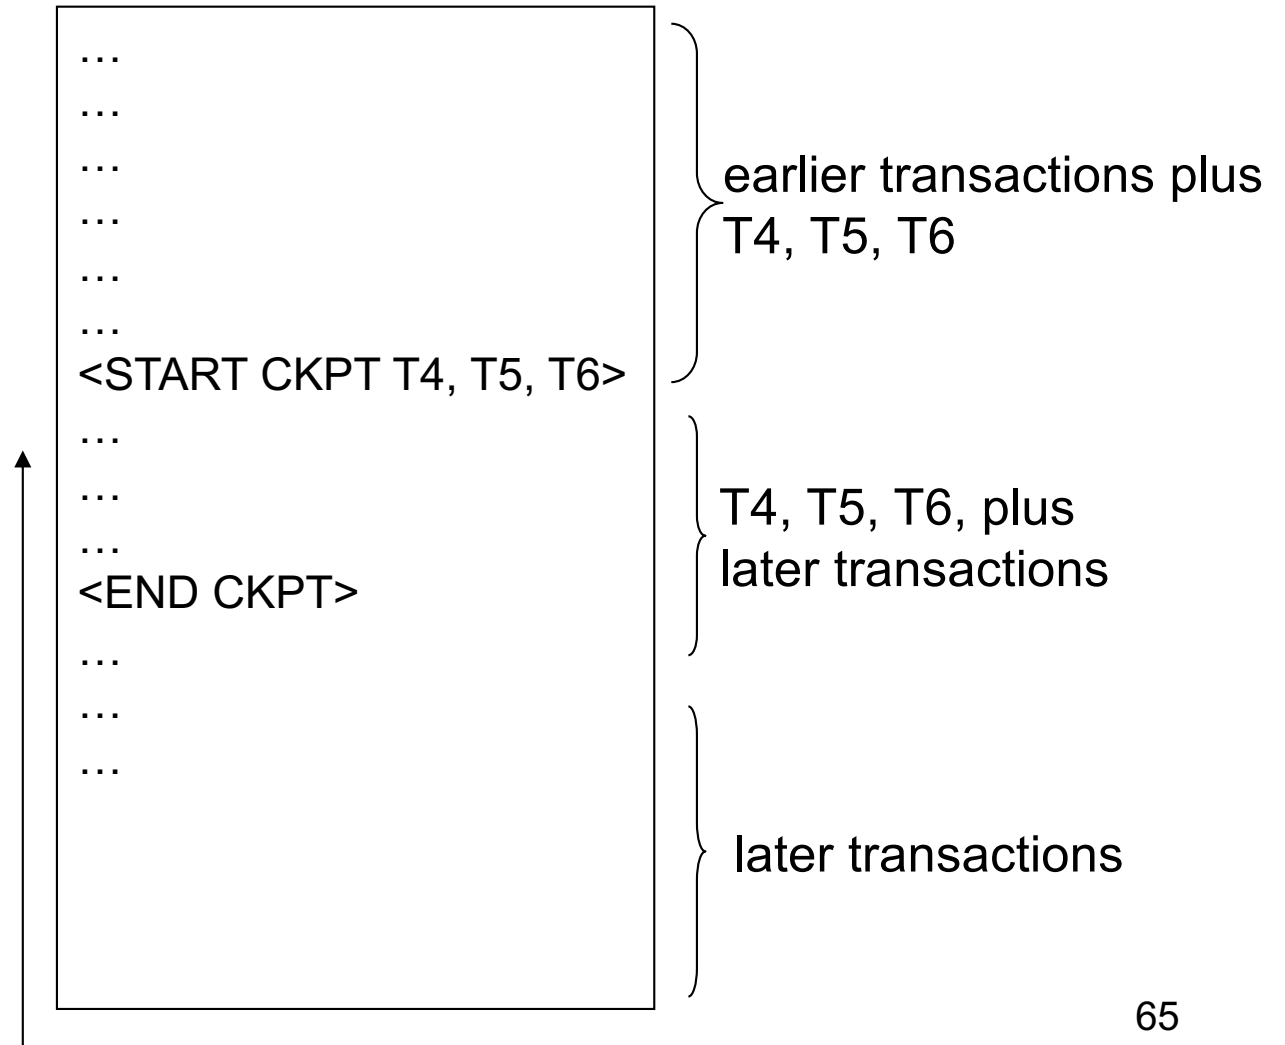 …
…
…
…
…
…
<START CKPT T4, T5, T6>
…
…
…
<END CKPT>
…
…
…
earlier transactions plus
T4, T5, T6
T4, T5, T6, plus
later transactions
later transactions
65